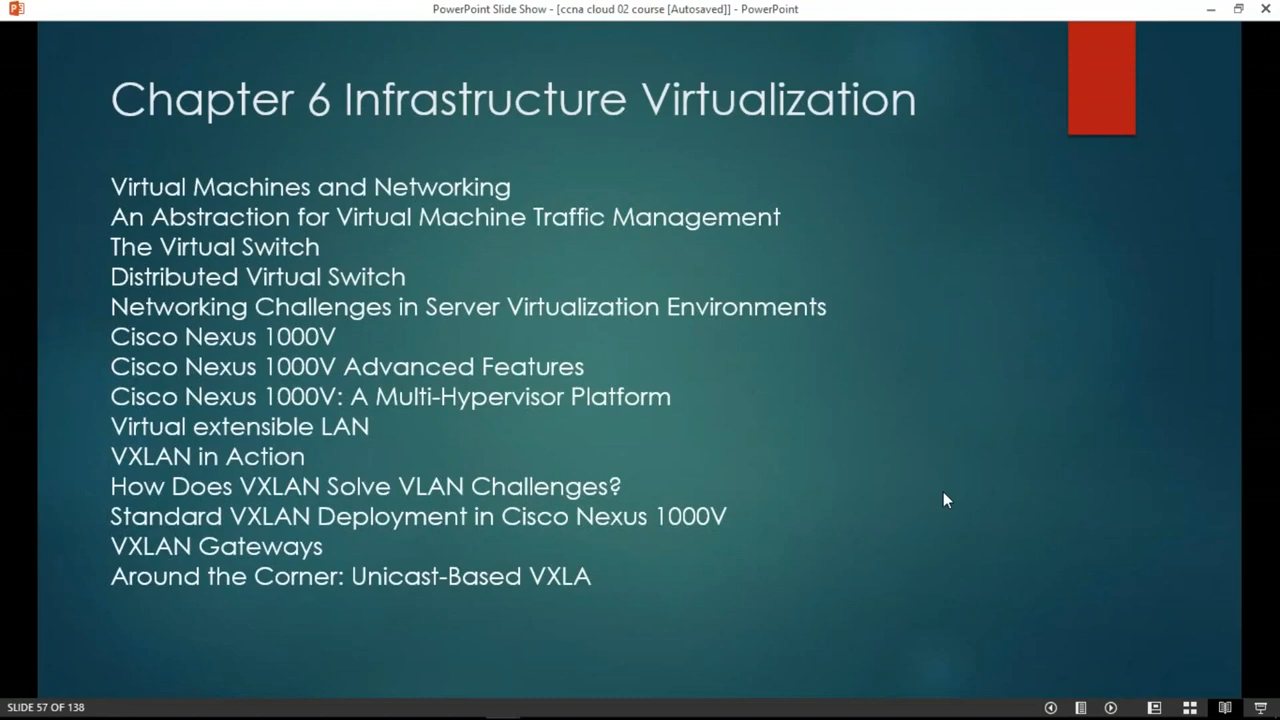 PowerPoint Slide Show - [ccna cloud 02 course [Autosaved]] - PowerPoint
Chapter 6 Infrastructure Virtualization
Virtual Machines and Networking
An Abstraction for Virtual Machine Traffic Management
The Virtual Switch
Distributed Virtual Switch
Networking Challenges in Server Virtualization Environments
Cisco Nexus 1000V
Cisco Nexus 1000V Advanced Features
Cisco Nexus 1000V: A Multi-Hypervisor Platform
Virtual extensible LAN
VXLAN in Action
How Does VXLAN Solve VLAN Challenges?
Standard VXLAN Deployment in Cisco Nexus 1000V
VXLAN Gateways
Around the Corner: Unicast-Based VXLA
SLIDE 57 OF 138